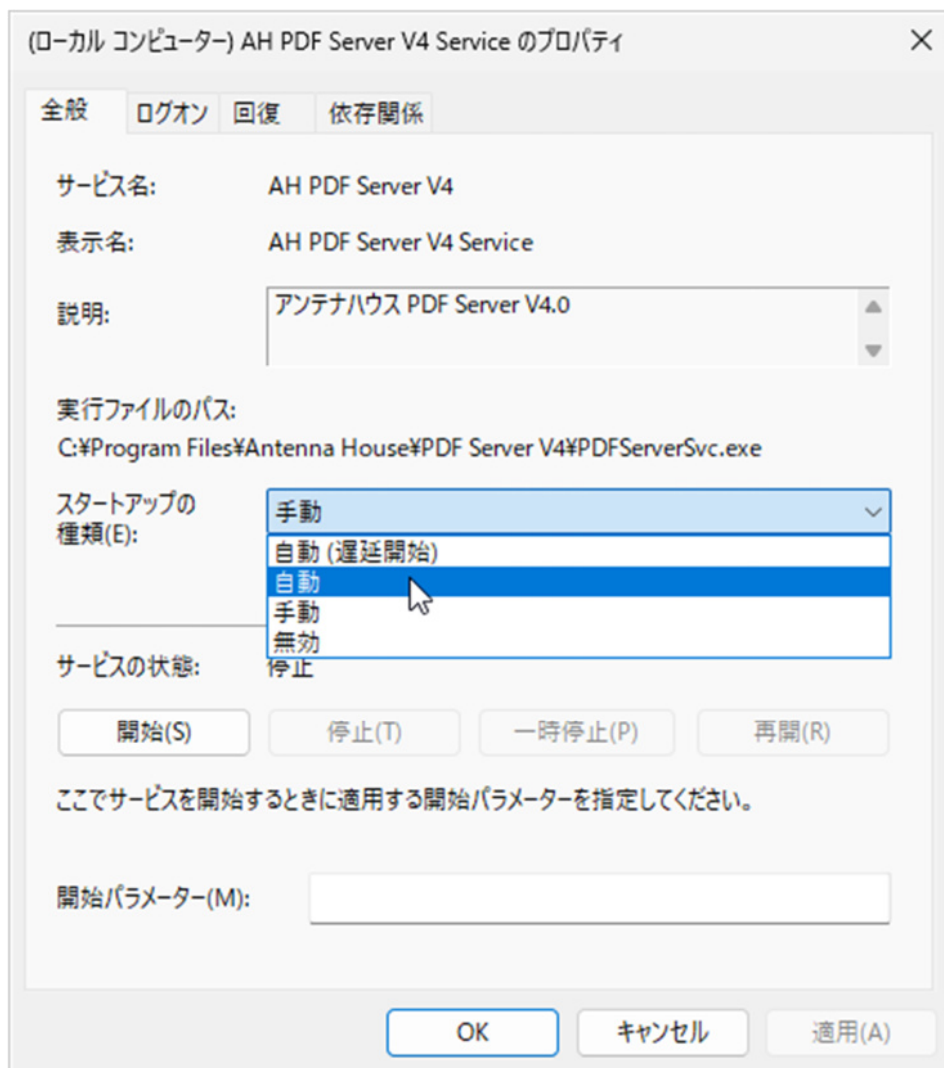 (ローカル コンピューター) AH PDF Server V4 Service のプロパティ
全般 ログオン 回復 依存関係
サービス名: AH PDF Server V4
表示名: AH PDF Server V4 Service
説明: アンテナハウス PDF Server V4.0
実行ファイルのパス:
C:¥Program Files¥Antenna House¥PDF Server V4¥PDFServerSvc.exe
スタートアップの
種類(E): 手動
自動 (遅延開始)
自動
手動
無効
サービスの状態: 停止
開始(S) 停止(T) 一時停止(P) 再開(R)
ここでサービスを開始するときに適用する開始パラメーターを指定してください。
開始パラメーター(M):
OK キャンセル 適用(A)